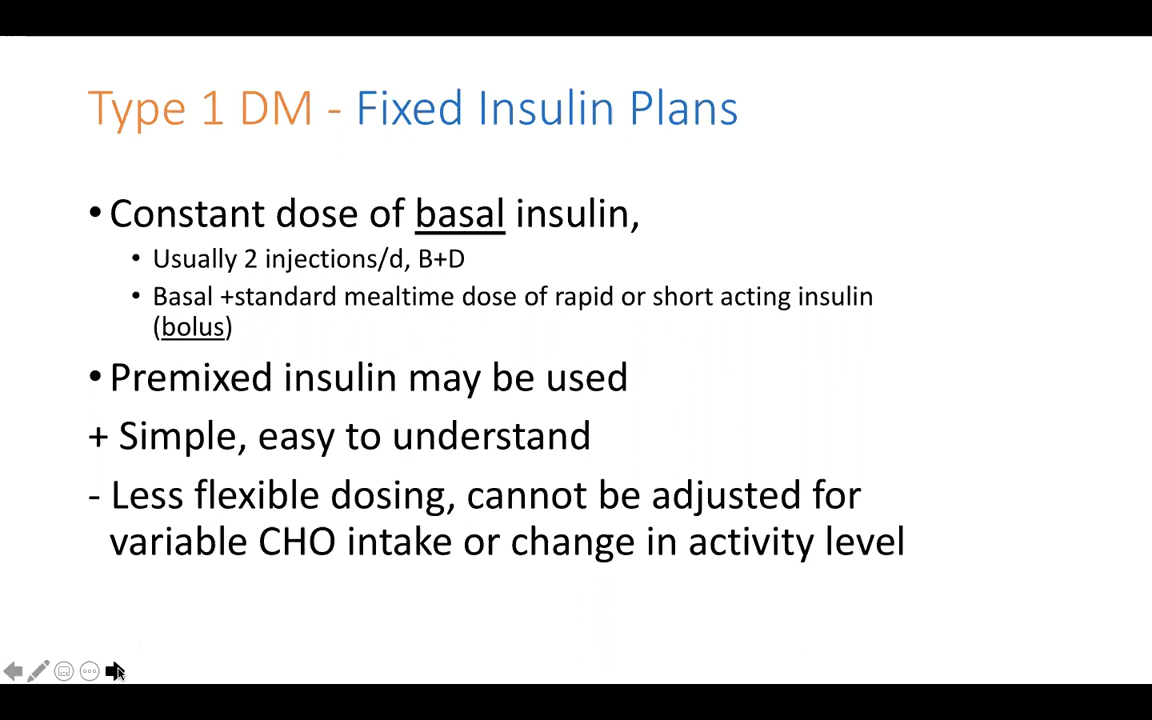 Type 1 DM - Fixed Insulin Plans
• Constant dose of basal insulin,
• Usually 2 injections/d, B+D
• Basal +standard mealtime dose of rapid or short acting insulin
(bolus)
• Premixed insulin may be used
+ Simple, easy to understand
- Less flexible dosing, cannot be adjusted for
variable CHO intake or change in activity level